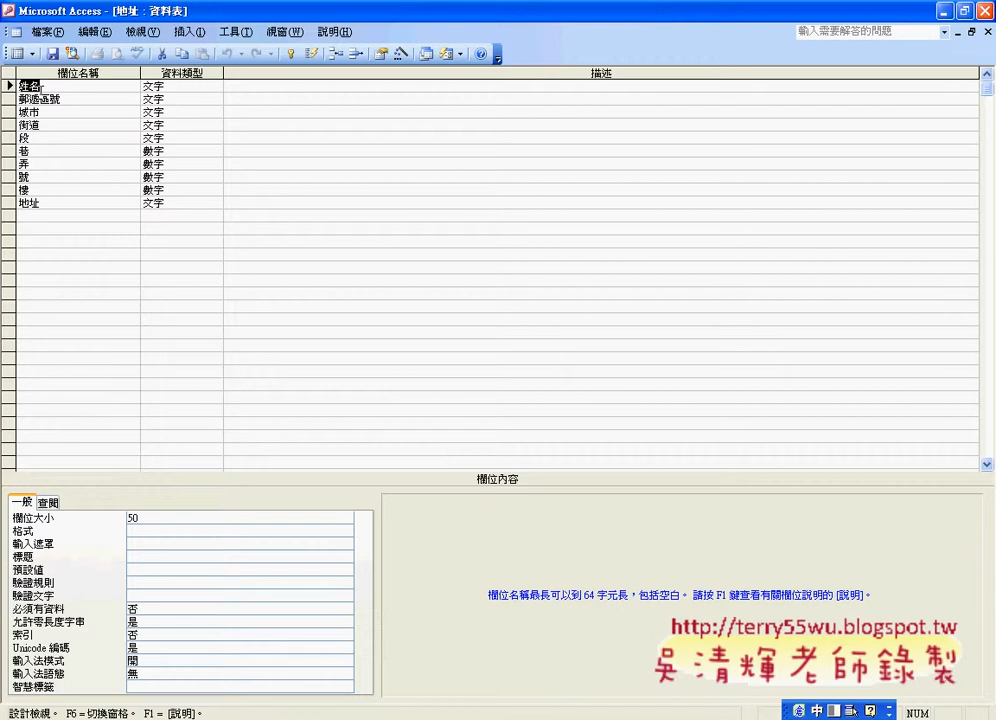 Microsoft Access - [地址 : 資料表]
檔案(F) 編輯(E) 檢視(V) 插入(I) 工具(T) 視窗(W) 說明(H) 輸入需要解答的問題
欄位名稱 資料類型 描述
姓名 文字
郵遞區號 文字
城市 文字
街道 文字
段 文字
巷 數字
弄 數字
號 數字
樓 數字
地址 文字
欄位內容
一般 查閱
欄位大小 50
格式
輸入遮罩
標題
預設值
驗證規則
驗證文字
必須有資料 否
允許零長度字串 是
索引 否
Unicode 編碼 是
輸入法模式 開
輸入法語態 無
智慧標籤
欄位名稱最長可以到 64 字元長，包括空白。 請按 F1 鍵查看有關欄位說明的 [說明]。
http://terry55wu.blogspot.tw
吳清輝老師錄製
設計檢視。 F6 = 切換窗格。 F1 = [說明]。 中 NUM